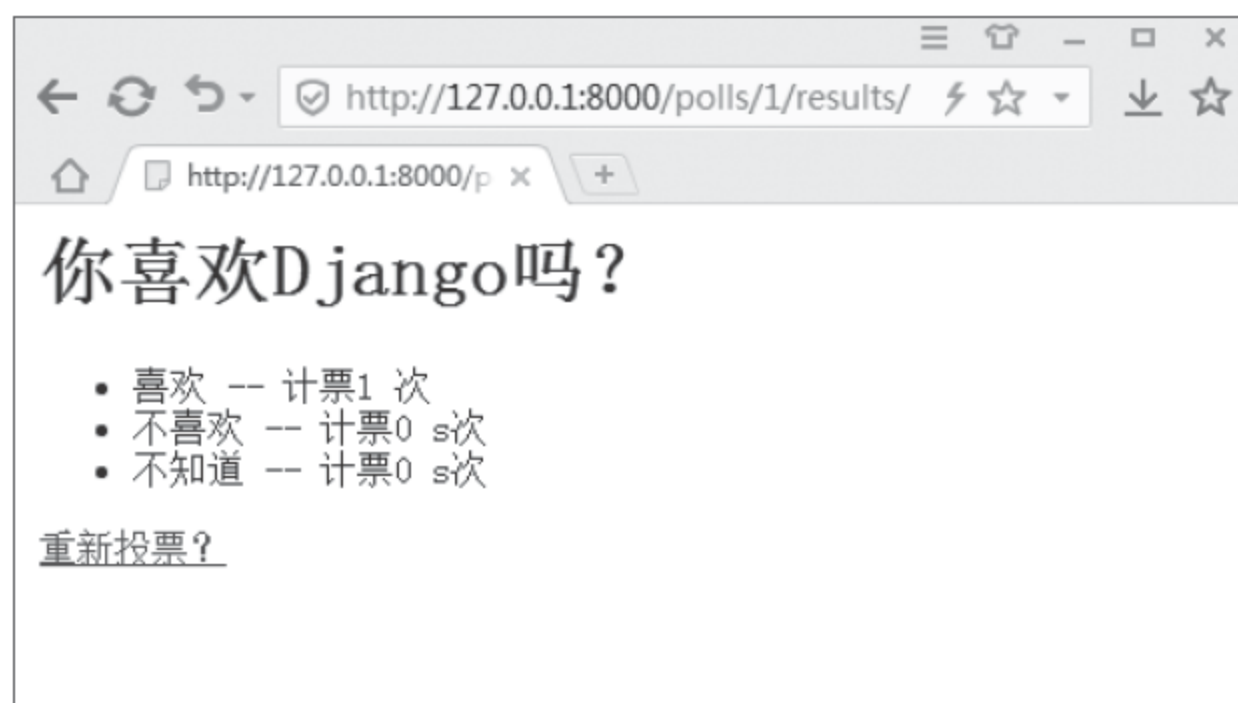 http://127.0.0.1:8000/polls/1/results/
http://127.0.0.1:8000/p
你喜欢Django吗？
• 喜欢 -- 计票1 次
• 不喜欢 -- 计票0 s次
• 不知道 -- 计票0 s次
重新投票？